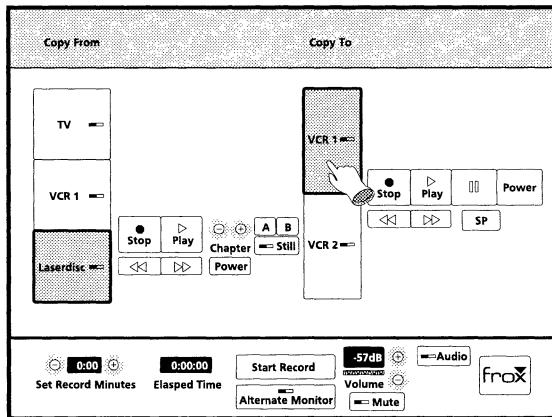 Copy From
Copy To
TV
VCR 1
Laserdisc
Stop
Play
Chapter
Power
A
B
Still
VCR 1
VCR 2
Stop
Play
Power
SP
0:00
Set Record Minutes
0:00:00
Elasped Time
Start Record
Alternate Monitor
-57dB
Volume
Mute
Audio
frox